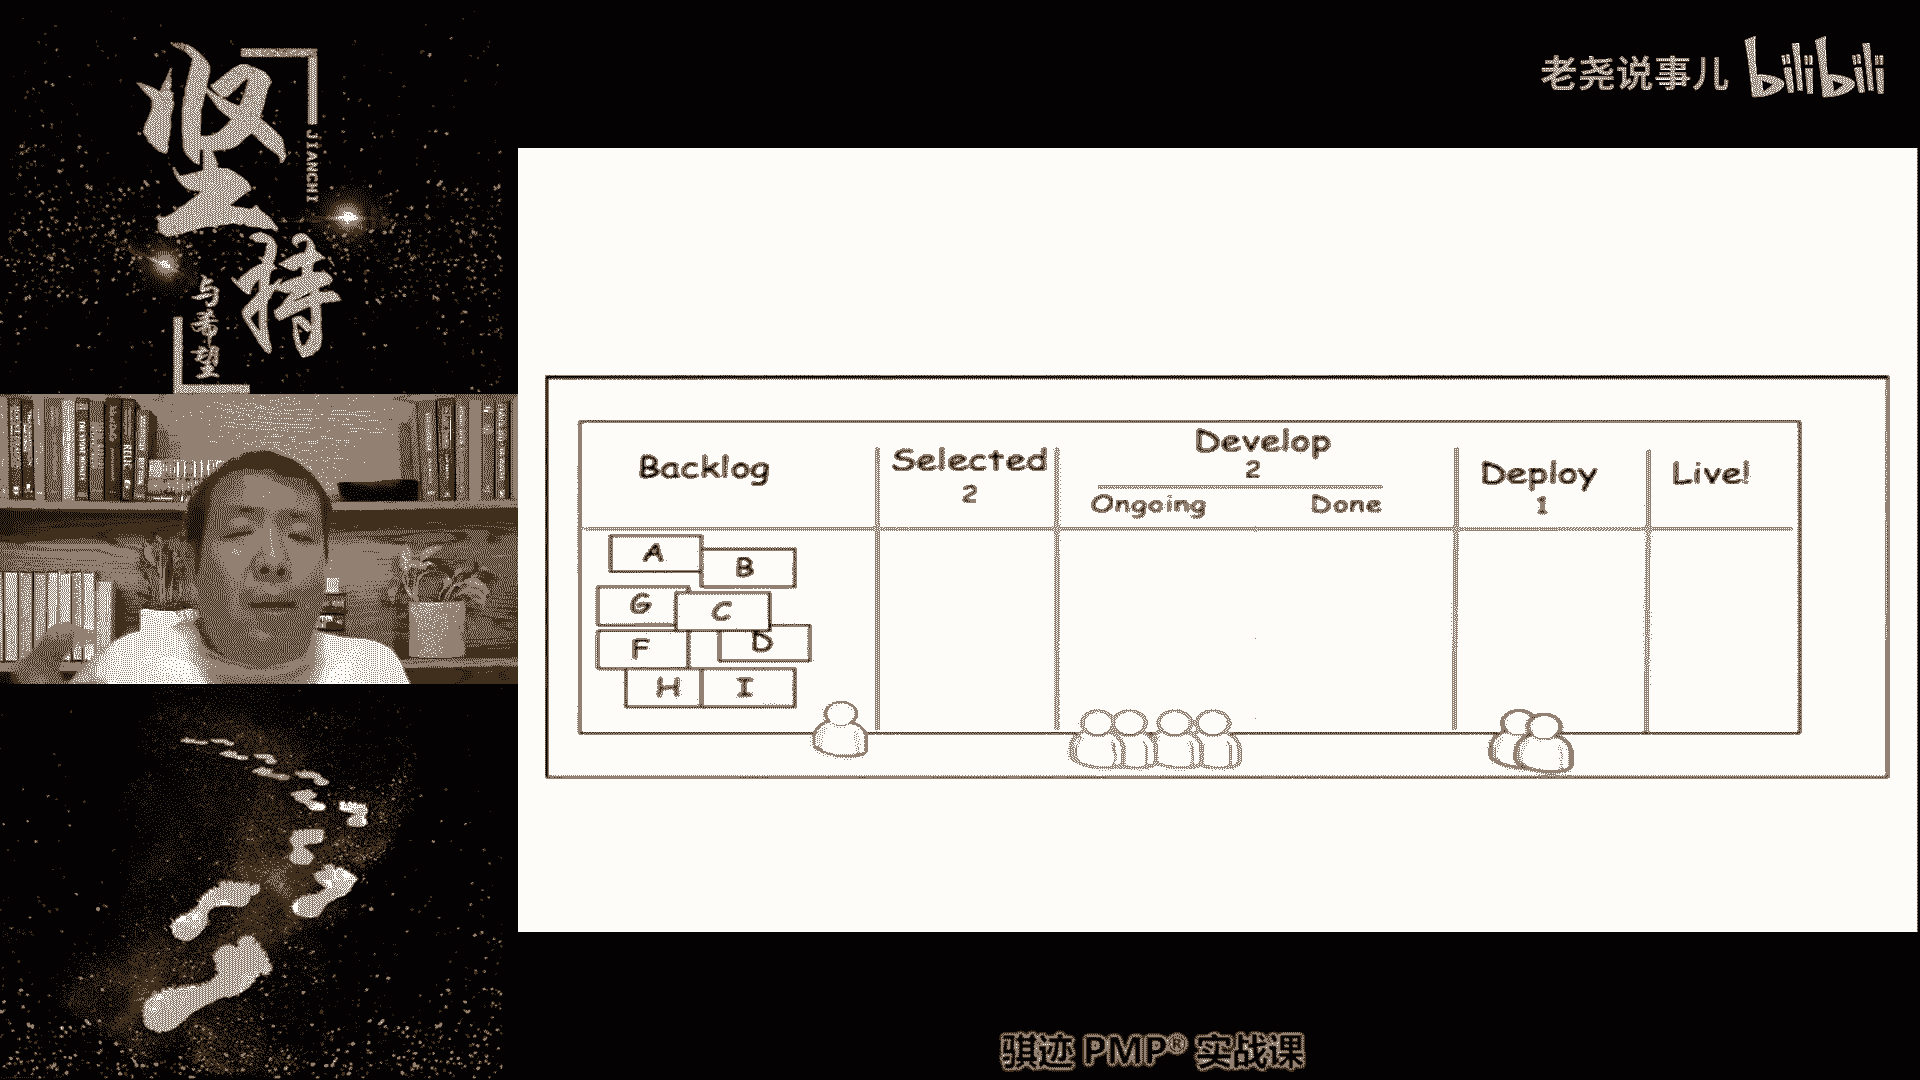 坚持
JIANCHI
与希望
老尧说事儿 bilibili
Backlog
Selected
2
Develop
2
Ongoing Done
Deploy
1
Live!
A
B
G
C
F
D
H
I
骐迹 PMP® 实战课